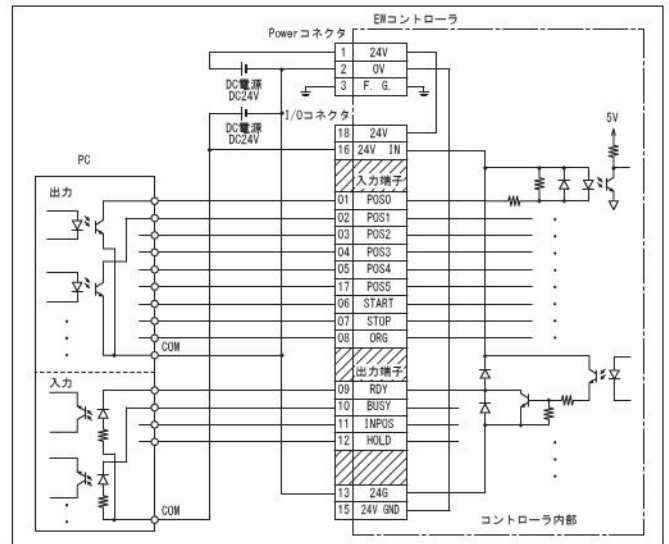 EWコントローラ
Powerコネクタ
1 24V
2 0V
3 F. G.
DC電源
DC24V
I/Oコネクタ
DC電源
DC24V
18 24V
16 24V IN
5V
PC
入力端子
出力
01 POS0
02 POS1
03 POS2
04 POS3
05 POS4
17 POS5
06 START
07 STOP
08 ORG
COM
出力端子
入力
09 RDY
10 BUSY
11 INPOS
12 HOLD
13 24G
COM
15 24V GND
コントローラ内部